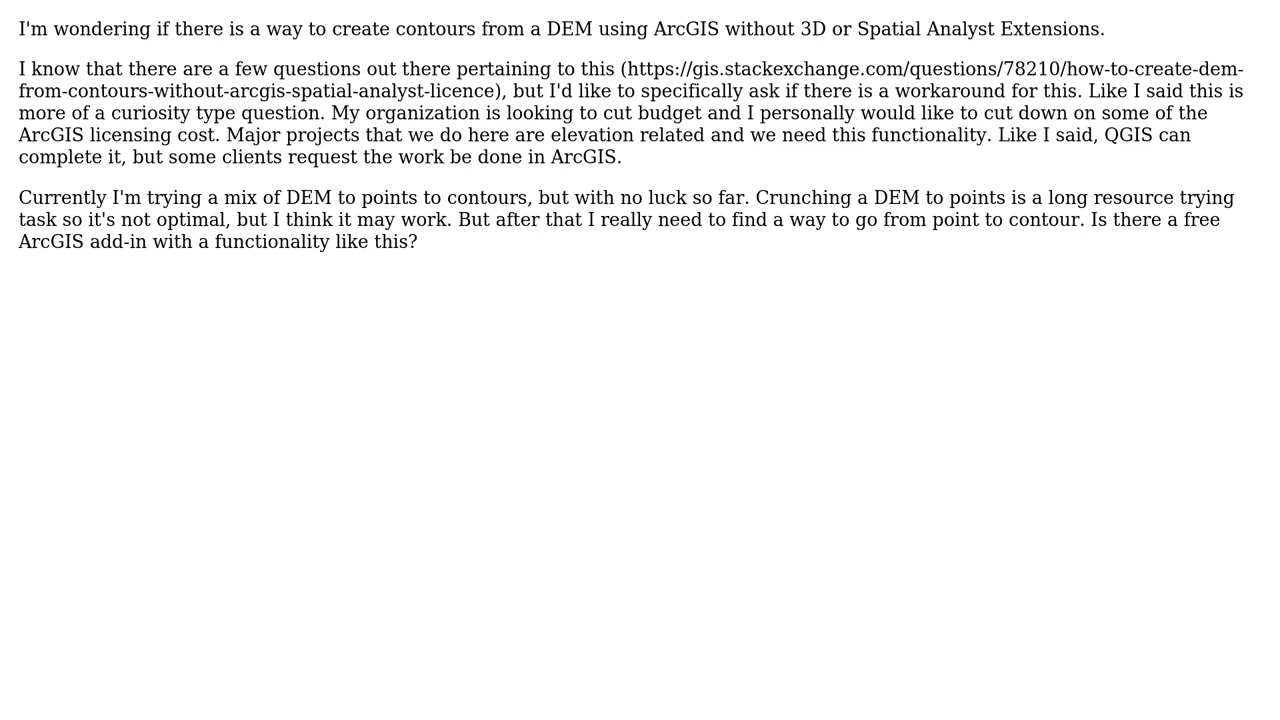 I'm wondering if there is a way to create contours from a DEM using ArcGIS without 3D or Spatial Analyst Extensions.
I know that there are a few questions out there pertaining to this (https://gis.stackexchange.com/questions/78210/how-to-create-dem-
from-contours-without-arcgis-spatial-analyst-licence), but I'd like to specifically ask if there is a workaround for this. Like I said this is
more of a curiosity type question. My organization is looking to cut budget and I personally would like to cut down on some of the
ArcGIS licensing cost. Major projects that we do here are elevation related and we need this functionality. Like I said, QGIS can
complete it, but some clients request the work be done in ArcGIS.
Currently I'm trying a mix of DEM to points to contours, but with no luck so far. Crunching a DEM to points is a long resource trying
task so it's not optimal, but I think it may work. But after that I really need to find a way to go from point to contour. Is there a free
ArcGIS add-in with a functionality like this?